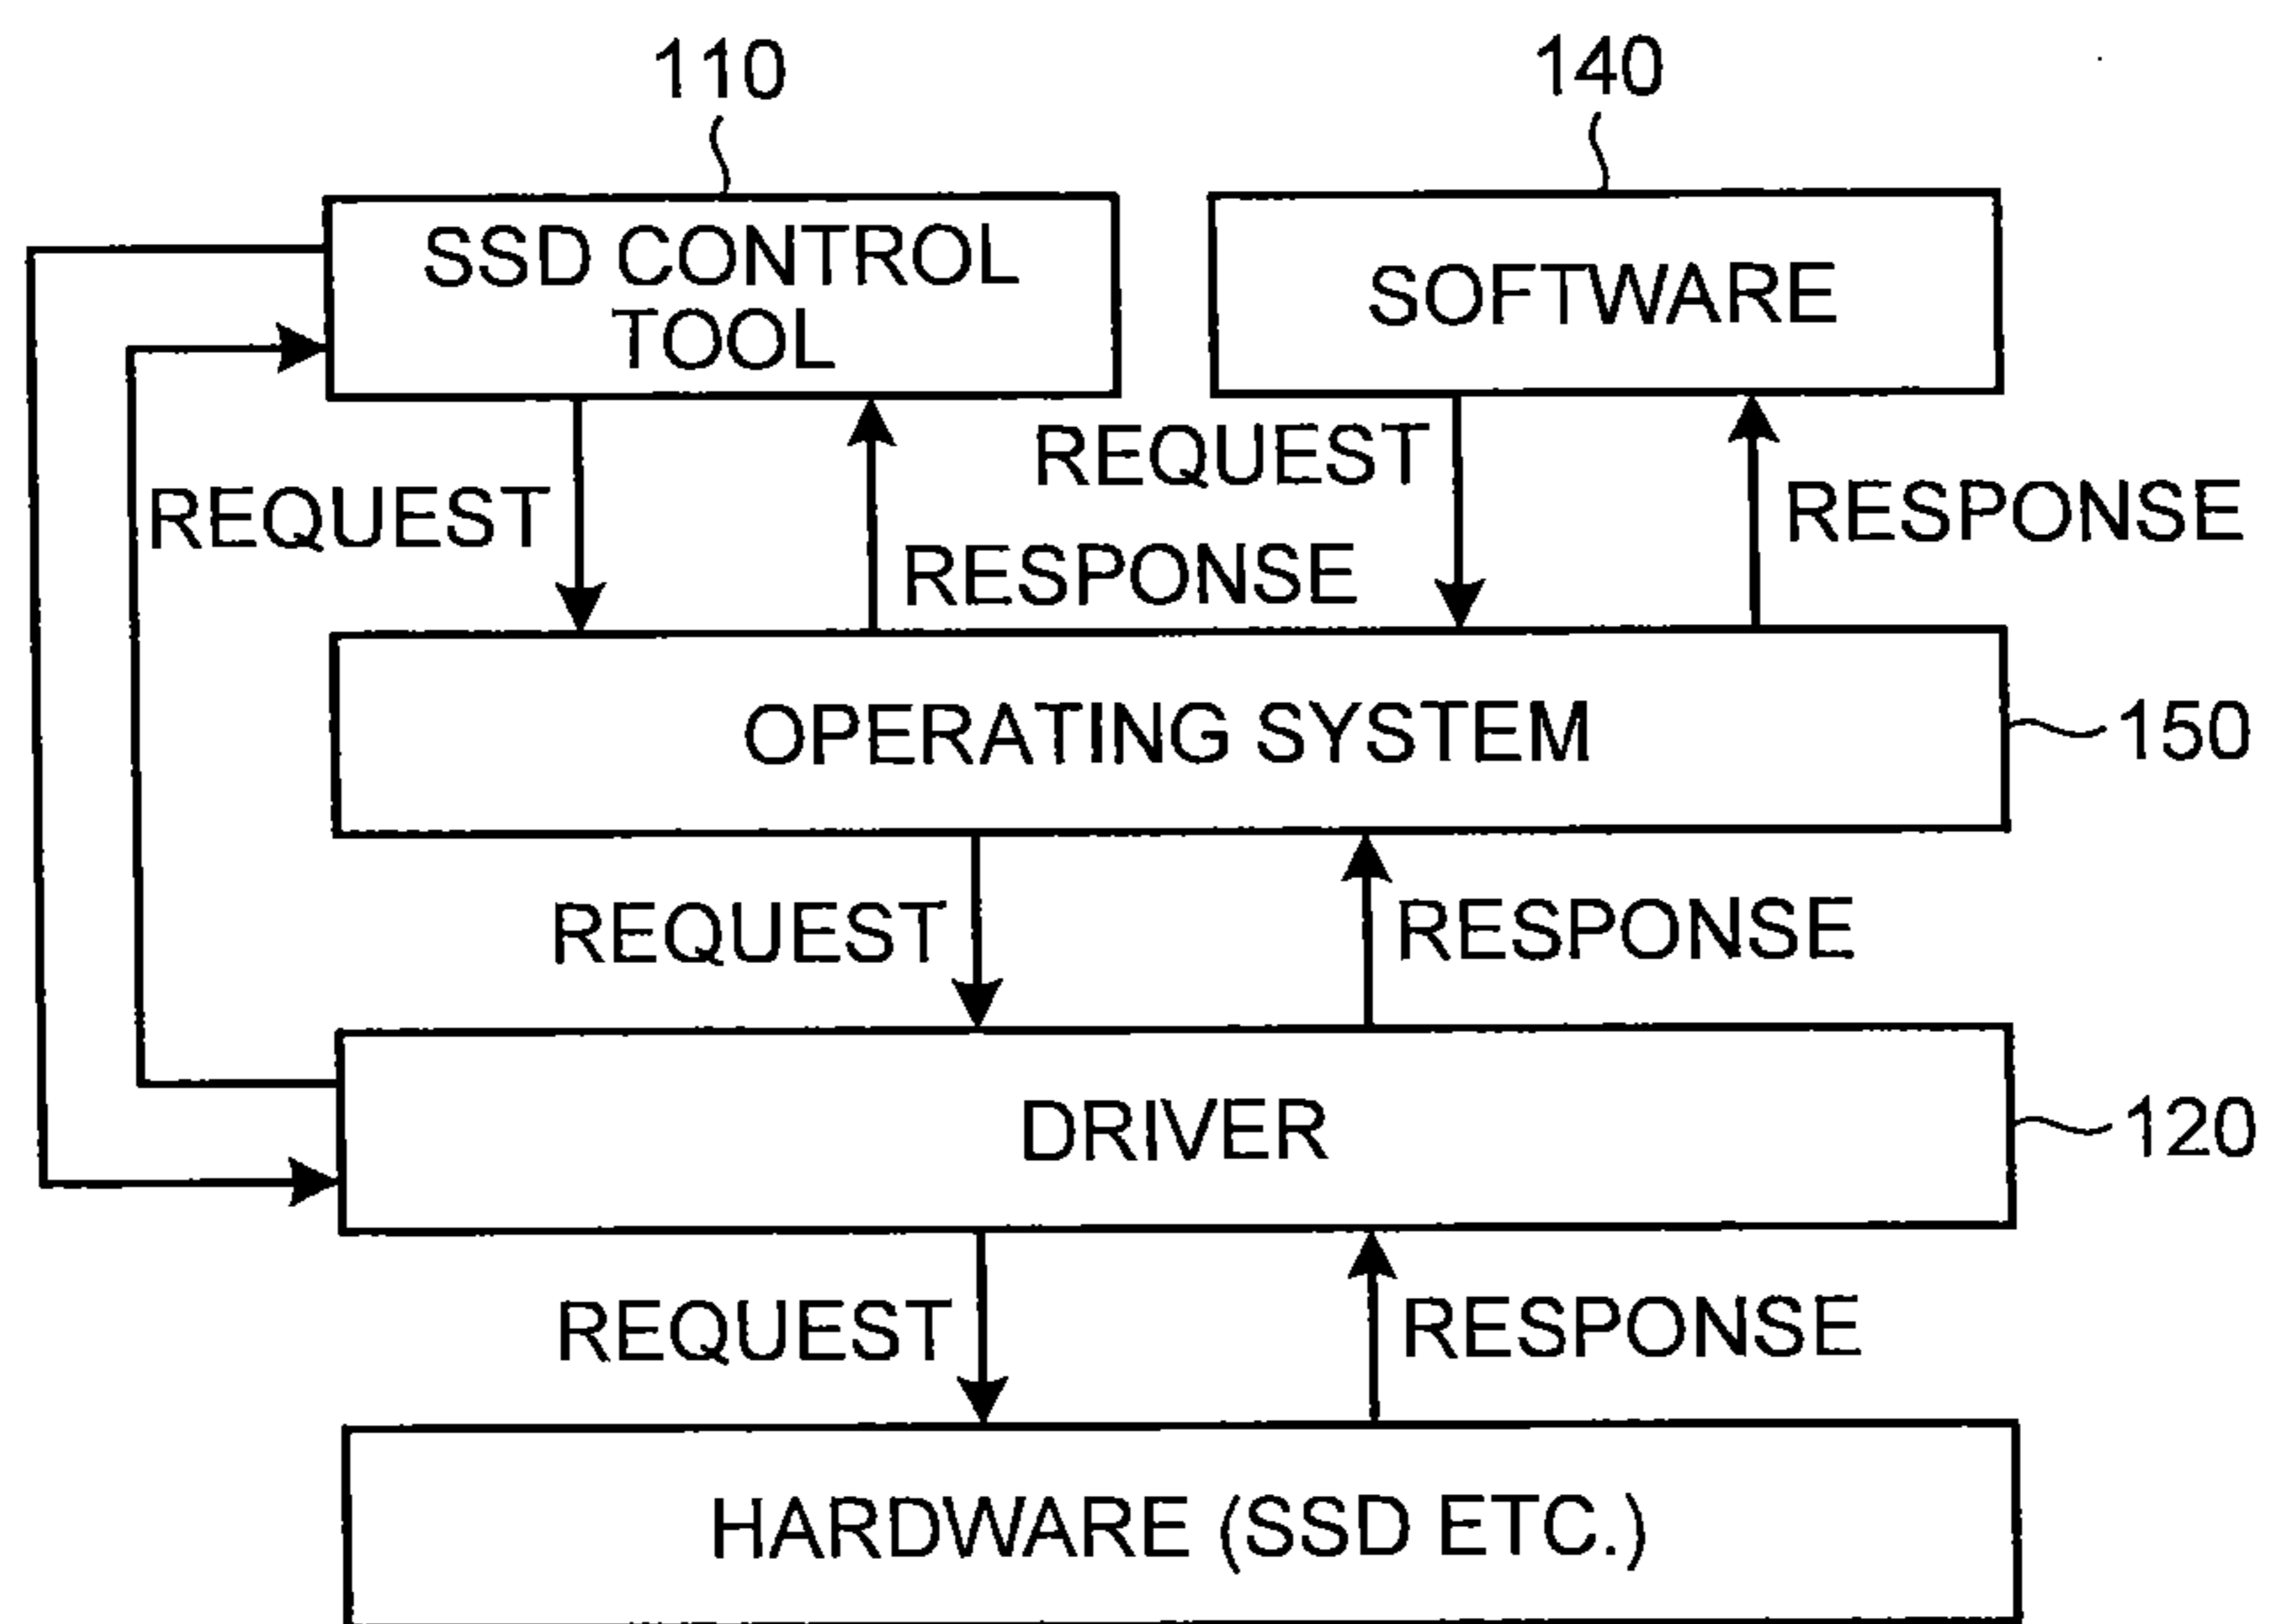 110
140
SSD CONTROL
TOOL
SOFTWARE
REQUEST
RESPONSE
REQUEST
RESPONSE
OPERATING SYSTEM
150
REQUEST
RESPONSE
DRIVER
120
REQUEST
RESPONSE
HARDWARE (SSD ETC.)